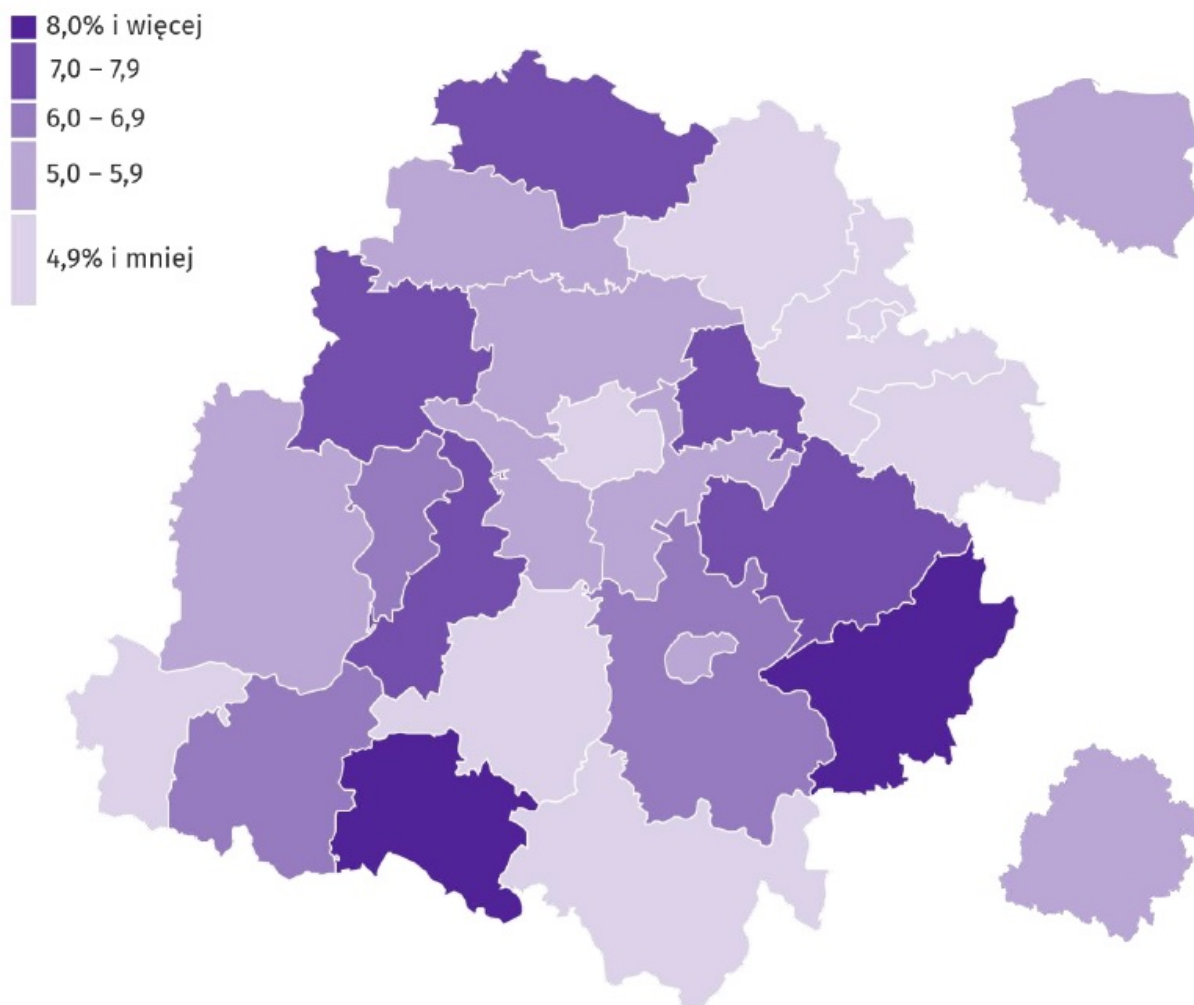 8,0% i więcej
7,0 – 7,9
6,0 – 6,9
5,0 – 5,9
4,9% i mniej